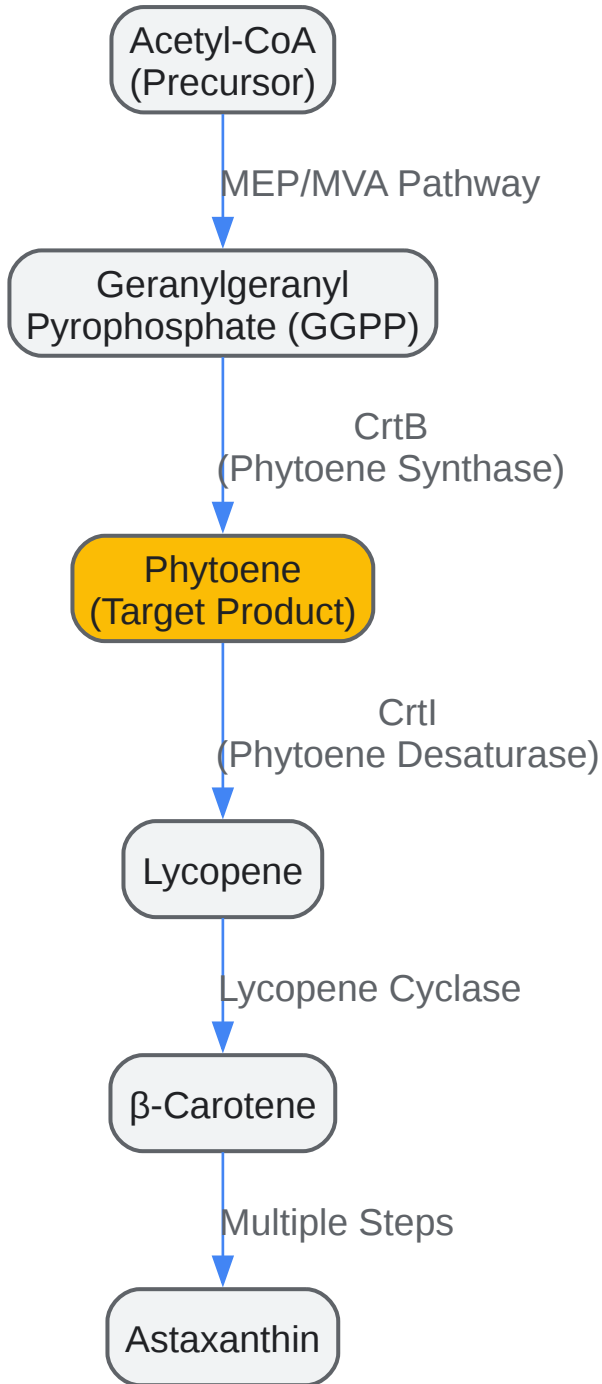 Acetyl-CoA
(Precursor)
MEP/MVA Pathway
Geranylgeranyl
Pyrophosphate (GGPP)
CrtB
(Phytoene Synthase)
Phytoene
(Target Product)
CrtI
(Phytoene Desaturase)
Lycopene
Lycopene Cyclase
β-Carotene
Multiple Steps
Astaxanthin